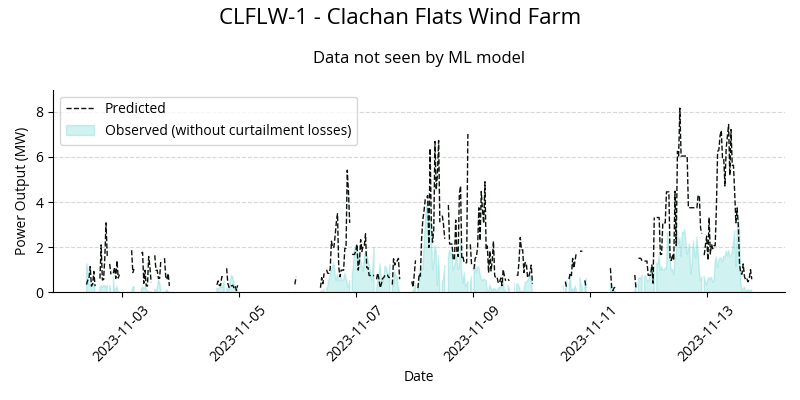 CLFLW-1 - Clachan Flats Wind Farm
Data not seen by ML model
Predicted
Observed (without curtailment losses)
Power Output (MW)
8
6
4
2
0
2023-11-03
2023-11-05
2023-11-07
2023-11-09
2023-11-11
2023-11-13
Date